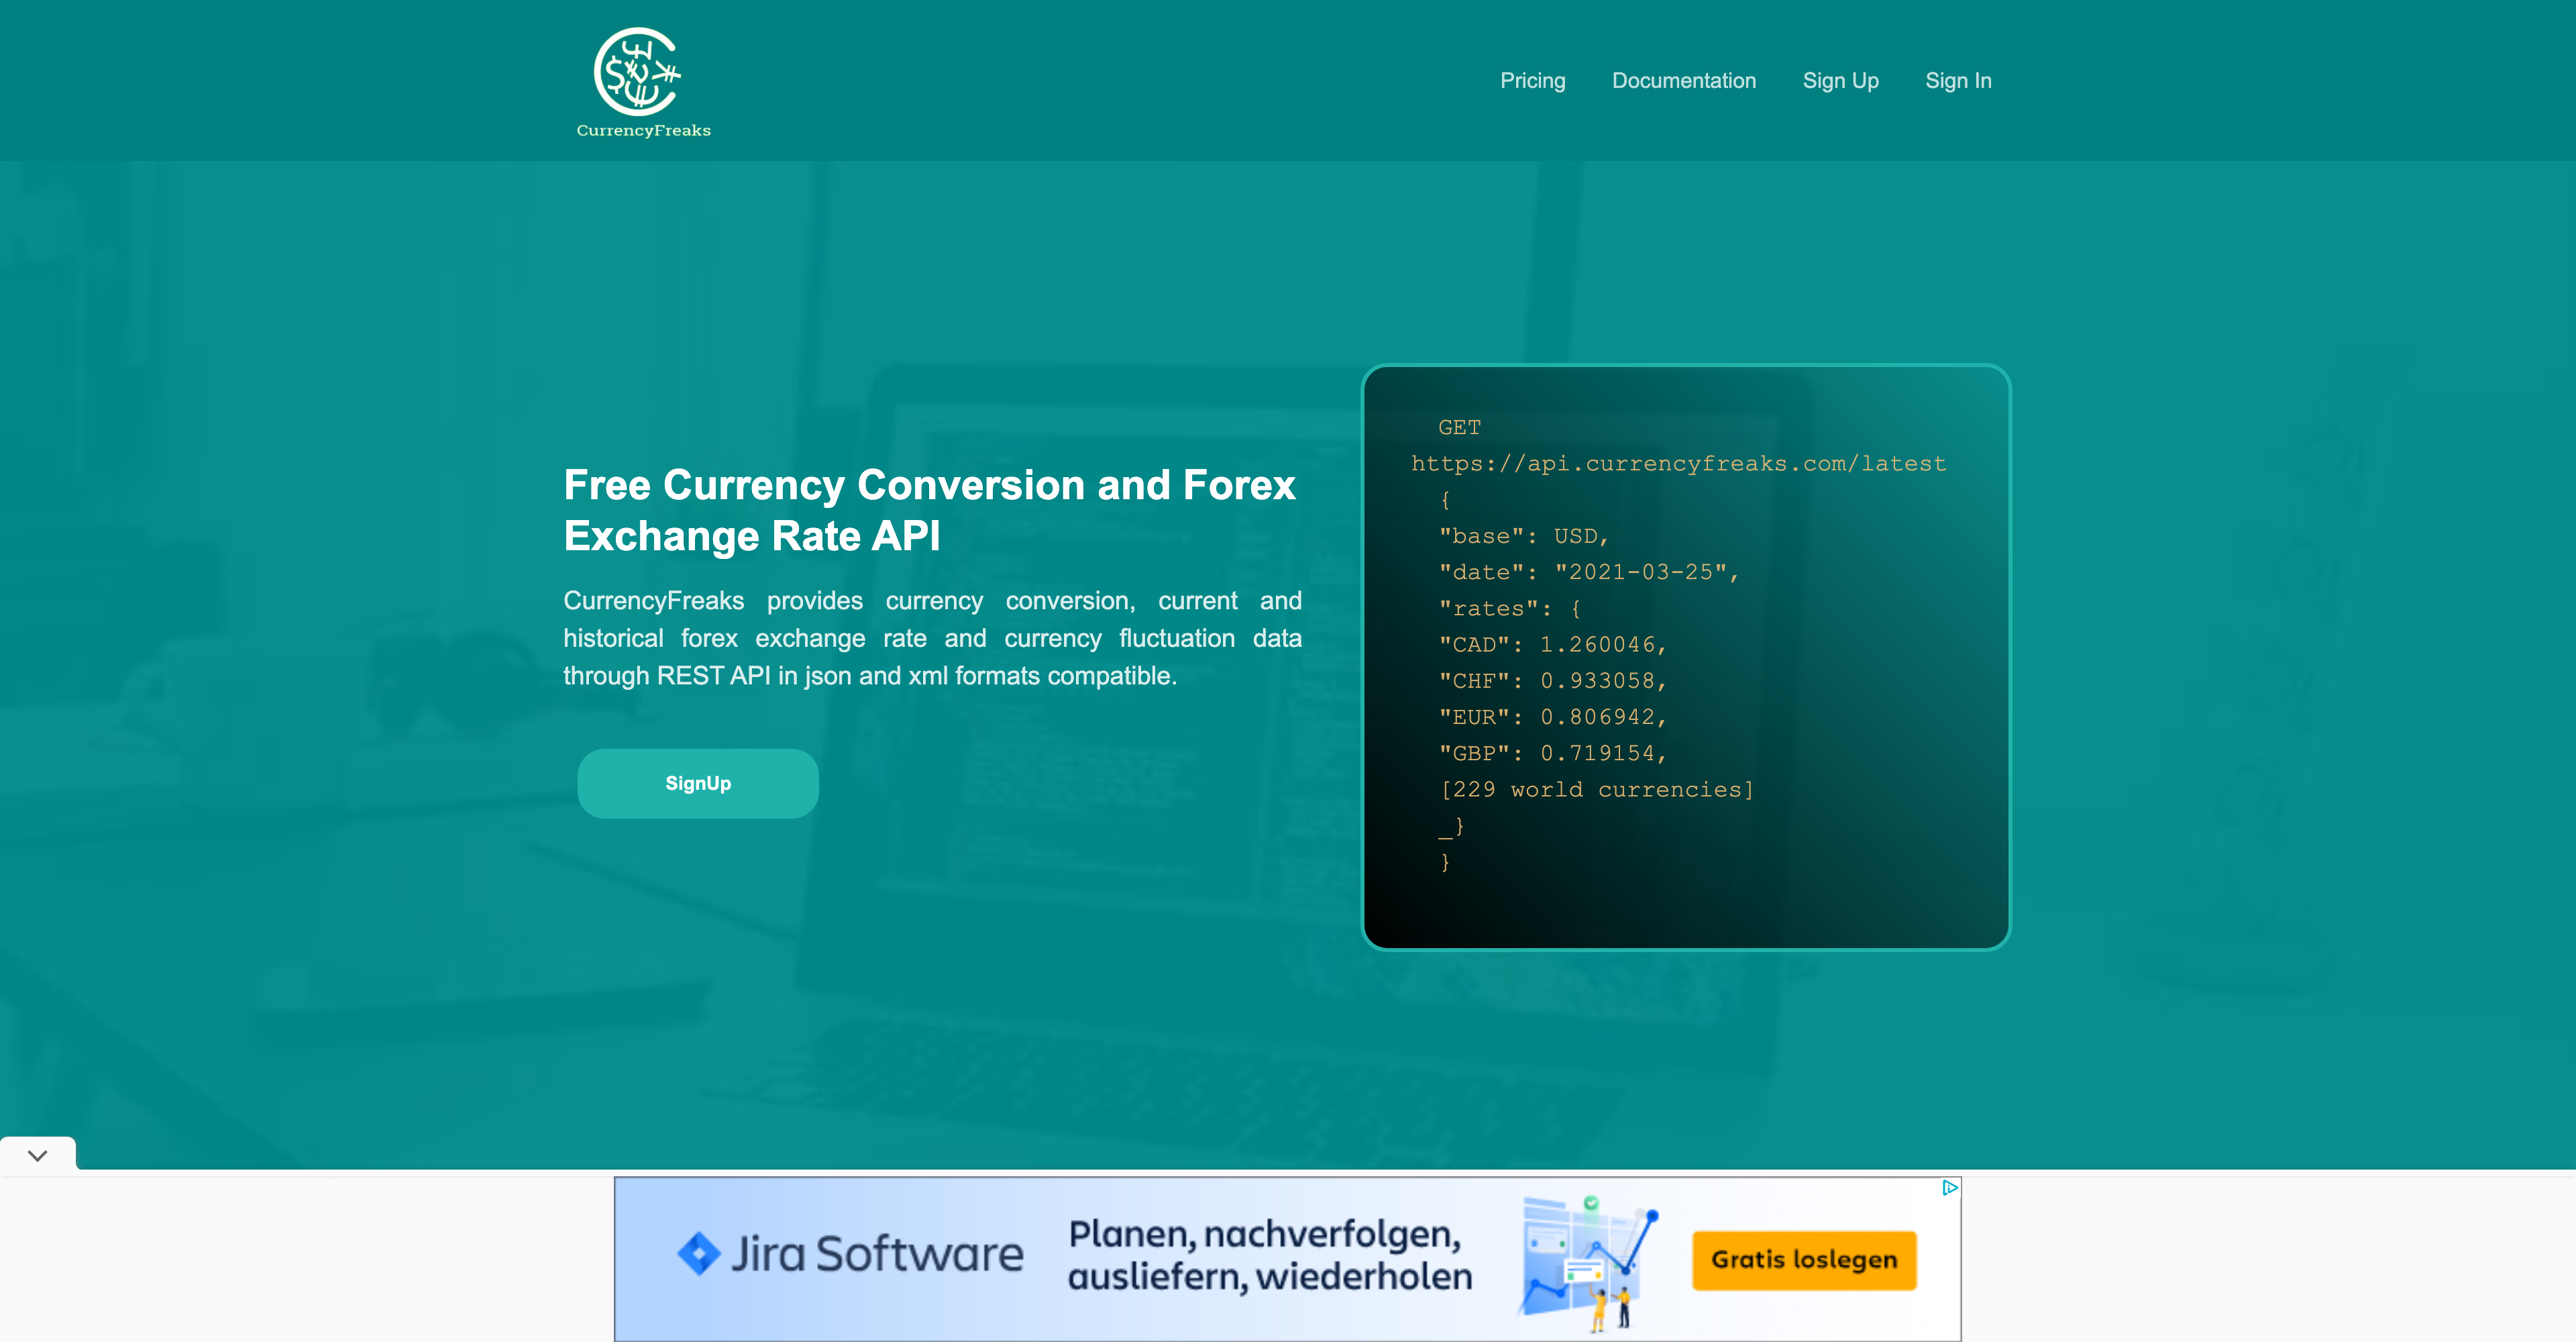 CurrencyFreaks
Pricing Documentation Sign Up Sign In
Free Currency Conversion and Forex
Exchange Rate API
CurrencyFreaks provides currency conversion, current and
historical forex exchange rate and currency fluctuation data
through REST API in json and xml formats compatible.
SignUp
GET
https://api.currencyfreaks.com/latest
{
"base": USD,
"date": "2021-03-25",
"rates": {
"CAD": 1.260046,
"CHF": 0.933058,
"EUR": 0.806942,
"GBP": 0.719154,
[229 world currencies]
_}
}
Jira Software
Planen, nachverfolgen,
ausliefern, wiederholen
Gratis loslegen